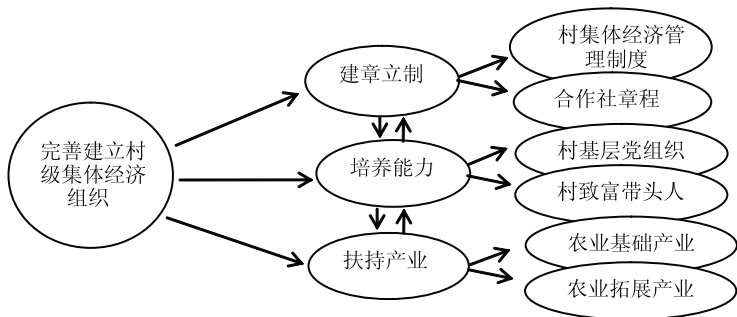 完善建立村
级集体经济
组织
建章立制
培养能力
扶持产业
村集体经济管
理制度
合作社章程
村基层党组织
村致富带头人
农业基础产业
农业拓展产业